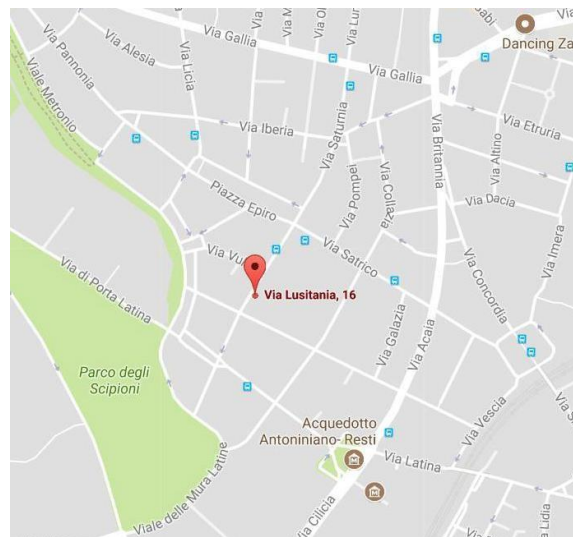 Via Pannonia
Via Alesia
Via Licia
Via Gallia
Via Gallia
Dancing Za
Viale Metronio
Via Iberia
Via Saturnia
Via Britannia
Via Etruria
Via Altino
Piazza Epiro
Via Pompei
Via Colla
zia
Via Dacia
Via Imera
Via Vu
Via Satrico
Via di Porta Latina
Via Lusitania, 16
Via Concordia
Via Galazia
Via Acaia
Parco degli
Scipioni
Acquedotto
Antoniniano- Resti
Via Vescia
Via Latina
Viale delle Mura Latine
Via Cilicia
Via Lidia